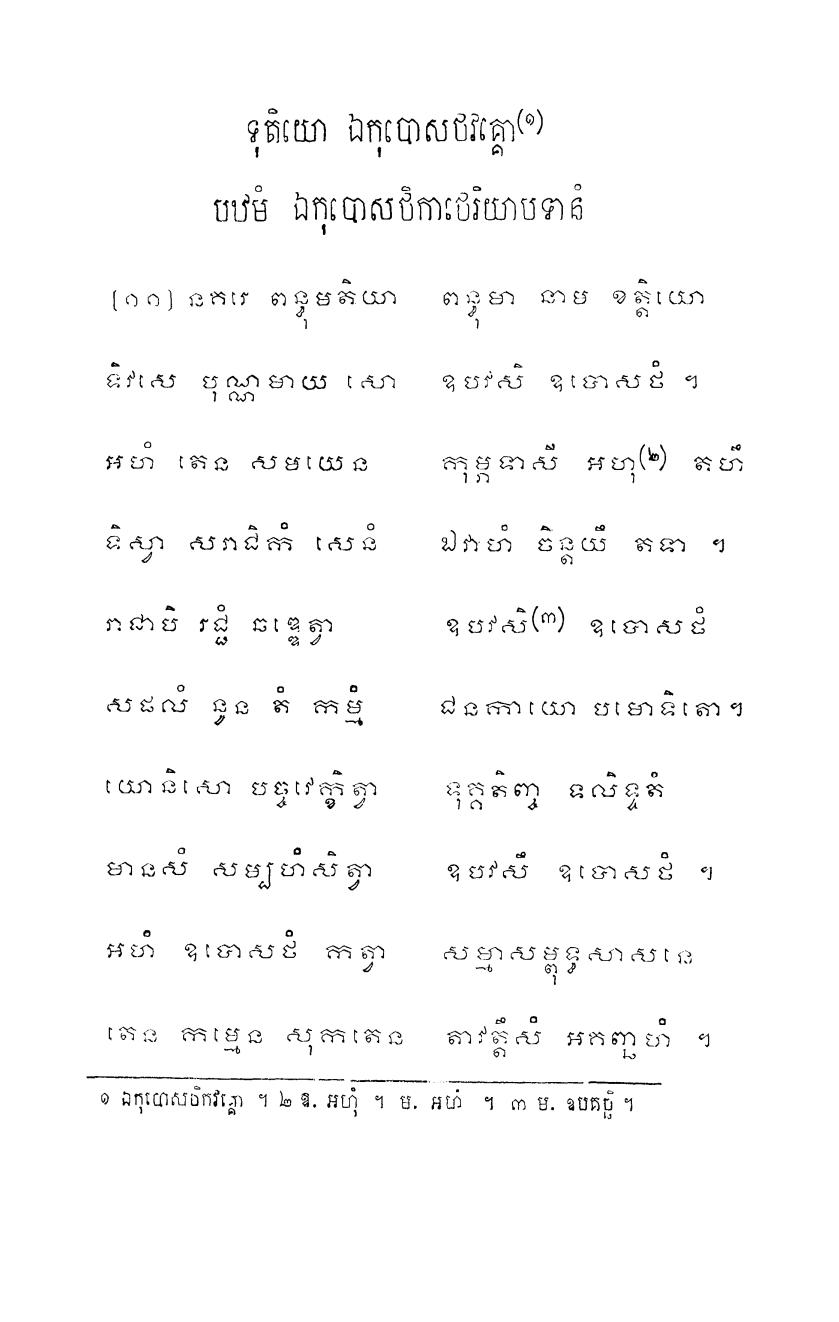 ទុតិយោ ឯកុបោសថវគ្គោ(១)
បឋមំ ឯកុបោសថិកាថេរិយាបទានំ
[១១] នគរេ ពន្ធុមតិយា ពន្ធុមា នាម ខត្តិយោ
ទិវសេ បុណ្ណមាយ សោ ឧបវសិ ឧបោសថំ ។
អហំ តេន សមយេន កុម្ភទាសី អហុ(២) តហឹ
ទិស្វា សរាជិកំ សេនំ ឯវាហំ ចិន្តយឹ តទា ។
រាជាបិ រជ្ជំ ឆឌ្ឌេត្វា ឧបវសិ(៣) ឧបោសថំ
សផលំ នូន តំ កម្មំ ជនកាយោ បមោទិតោ។
យោនិសោ បច្ចវេក្ខិត្វា ទុគ្គតិញ្ច ទលិទ្ទតំ
មានសំ សម្បហំសិត្វា ឧបវសឹ ឧបោសថំ ។
អហំ ឧបោសថំ កត្វា សម្មាសម្ពុទ្ធសាសនេ
តេន កម្មេន សុកតេន តាវត្តឹសំ អគញ្ឆហំ ។
១ ឯកុបោសថិកវគ្គោ ។ ២ ឱ. អហុំ ។ ម. អហំ ។ ៣ ម. ឧបគច្ឆិ ។